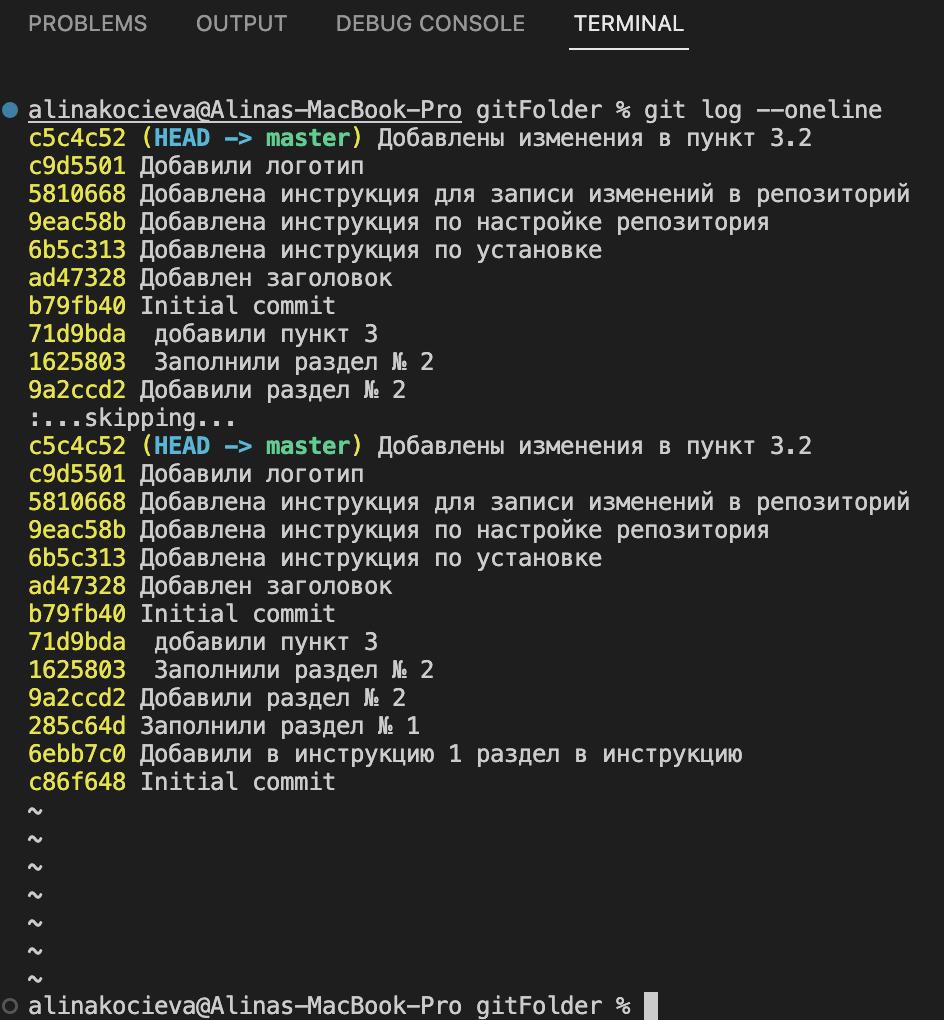 PROBLEMS OUTPUT DEBUG CONSOLE TERMINAL
alinakocieva@Alinas-MacBook-Pro gitFolder % git log --oneline
c5c4c52 (HEAD -> master) Добавлены изменения в пункт 3.2
c9d5501 Добавили логотип
5810668 Добавлена инструкция для записи изменений в репозиторий
9eac58b Добавлена инструкция по настройке репозитория
6b5c313 Добавлена инструкция по установке
ad47328 Добавлен заголовок
b79fb40 Initial commit
71d9bda  добавили пункт 3
1625803  Заполнили раздел № 2
9a2ccd2 Добавили раздел № 2
:...skipping...
c5c4c52 (HEAD -> master) Добавлены изменения в пункт 3.2
c9d5501 Добавили логотип
5810668 Добавлена инструкция для записи изменений в репозиторий
9eac58b Добавлена инструкция по настройке репозитория
6b5c313 Добавлена инструкция по установке
ad47328 Добавлен заголовок
b79fb40 Initial commit
71d9bda  добавили пункт 3
1625803  Заполнили раздел № 2
9a2ccd2 Добавили раздел № 2
285c64d Заполнили раздел № 1
6ebb7c0 Добавили в инструкцию 1 раздел в инструкцию
c86f648 Initial commit
~
~
~
~
~
~
~
alinakocieva@Alinas-MacBook-Pro gitFolder %